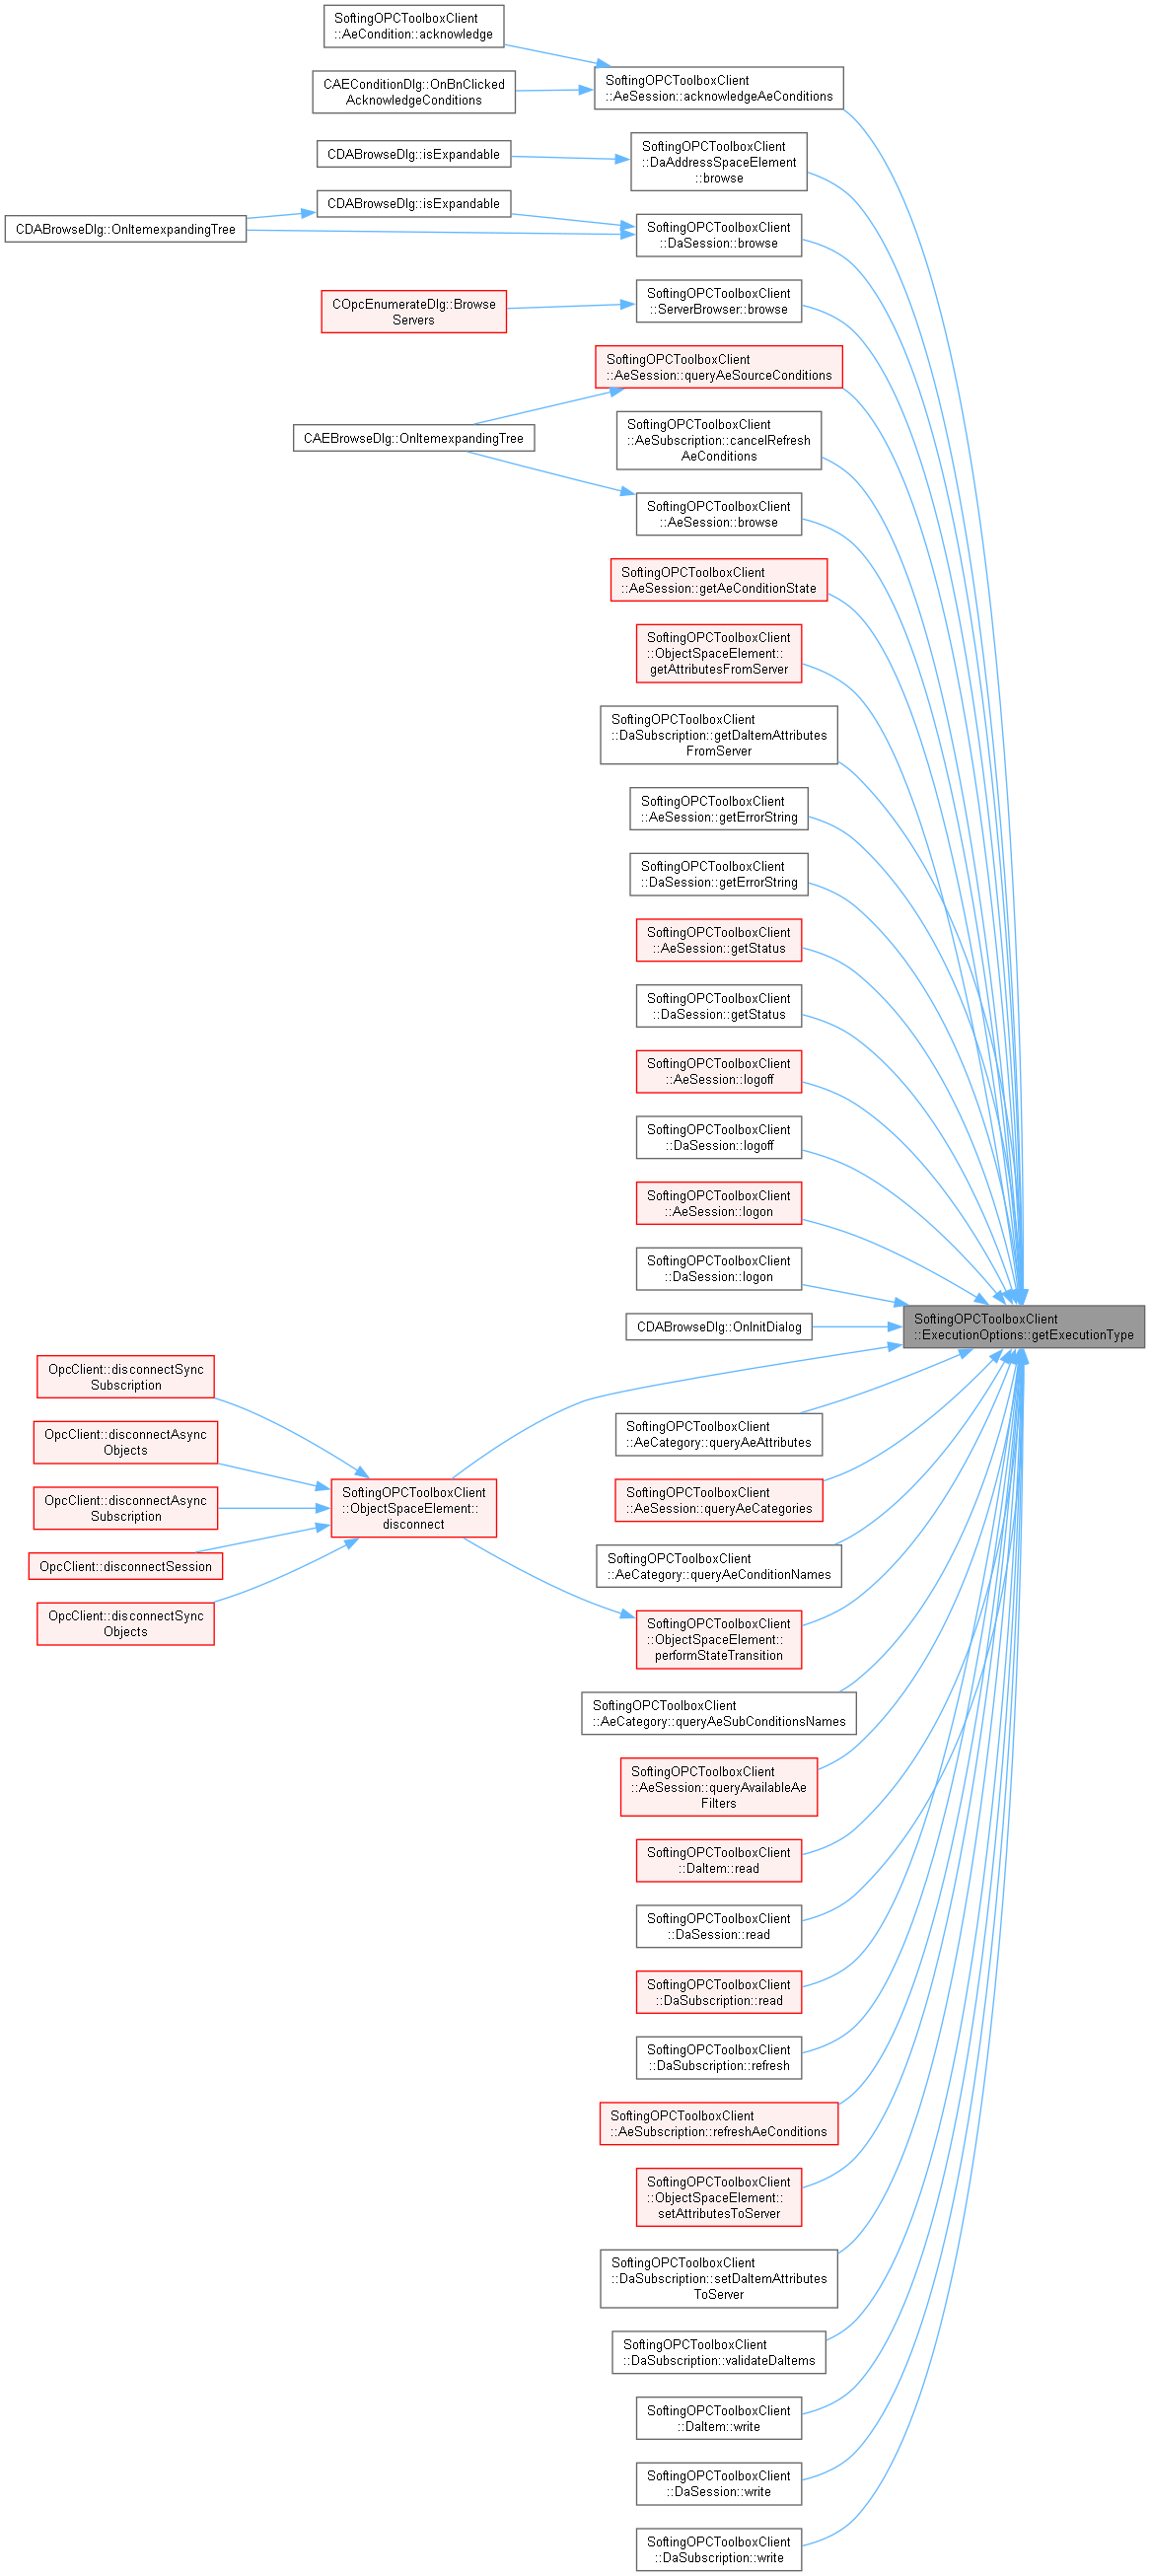 SoftingOPCToolboxClient
::AeCondition::acknowledge
SoftingOPCToolboxClient
::AeSession::acknowledgeAeConditions
CAEConditionDlg::OnBnClicked
AcknowledgeConditions
CDABrowseDlg::isExpandable
SoftingOPCToolboxClient
::DaAddressSpaceElement
::browse
CDABrowseDlg::isExpandable
CDABrowseDlg::OnItemexpandingTree
SoftingOPCToolboxClient
::DaSession::browse
COpcEnumerateDlg::Browse
Servers
SoftingOPCToolboxClient
::ServerBrowser::browse
SoftingOPCToolboxClient
::AeSession::queryAeSourceConditions
CAEBrowseDlg::OnItemexpandingTree
SoftingOPCToolboxClient
::AeSubscription::cancelRefresh
AeConditions
SoftingOPCToolboxClient
::AeSession::browse
SoftingOPCToolboxClient
::AeSession::getAeConditionState
SoftingOPCToolboxClient
::ObjectSpaceElement::
getAttributesFromServer
SoftingOPCToolboxClient
::DaSubscription::getDaItemAttributes
FromServer
SoftingOPCToolboxClient
::AeSession::getErrorString
SoftingOPCToolboxClient
::DaSession::getErrorString
SoftingOPCToolboxClient
::AeSession::getStatus
SoftingOPCToolboxClient
::DaSession::getStatus
SoftingOPCToolboxClient
::AeSession::logoff
SoftingOPCToolboxClient
::DaSession::logoff
SoftingOPCToolboxClient
::AeSession::logon
SoftingOPCToolboxClient
::DaSession::logon
CDABrowseDlg::OnInitDialog
SoftingOPCToolboxClient
::ExecutionOptions::getExecutionType
OpcClient::disconnectSync
Subscription
OpcClient::disconnectAsync
Objects
OpcClient::disconnectAsync
Subscription
OpcClient::disconnectSession
OpcClient::disconnectSync
Objects
SoftingOPCToolboxClient
::ObjectSpaceElement::
disconnect
SoftingOPCToolboxClient
::AeCategory::queryAeAttributes
SoftingOPCToolboxClient
::AeSession::queryAeCategories
SoftingOPCToolboxClient
::AeCategory::queryAeConditionNames
SoftingOPCToolboxClient
::ObjectSpaceElement::
performStateTransition
SoftingOPCToolboxClient
::AeCategory::queryAeSubConditionsNames
SoftingOPCToolboxClient
::AeSession::queryAvailableAe
Filters
SoftingOPCToolboxClient
::DaItem::read
SoftingOPCToolboxClient
::DaSession::read
SoftingOPCToolboxClient
::DaSubscription::read
SoftingOPCToolboxClient
::DaSubscription::refresh
SoftingOPCToolboxClient
::AeSubscription::refreshAeConditions
SoftingOPCToolboxClient
::ObjectSpaceElement::
setAttributesToServer
SoftingOPCToolboxClient
::DaSubscription::setDaItemAttributes
ToServer
SoftingOPCToolboxClient
::DaSubscription::validateDaItems
SoftingOPCToolboxClient
::DaItem::write
SoftingOPCToolboxClient
::DaSession::write
SoftingOPCToolboxClient
::DaSubscription::write